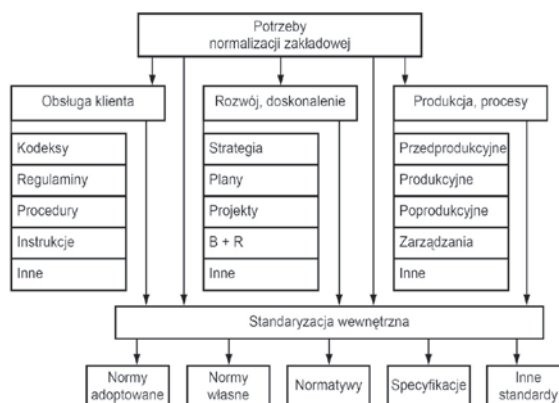 Potrzeby
normalizacji zakładowej
Obsługa klienta
Rozwój, doskonalenie
Produkcja, procesy
Kodeksy
Regulaminy
Procedury
Instrukcje
Inne
Strategia
Plany
Projekty
B + R
Inne
Przedprodukcyjne
Produkcyjne
Poprodukcyjne
Zarządzania
Inne
Standaryzacja wewnętrzna
Normy
adoptowane
Normy
własne
Normatywy
Specyfikacje
Inne
standardy